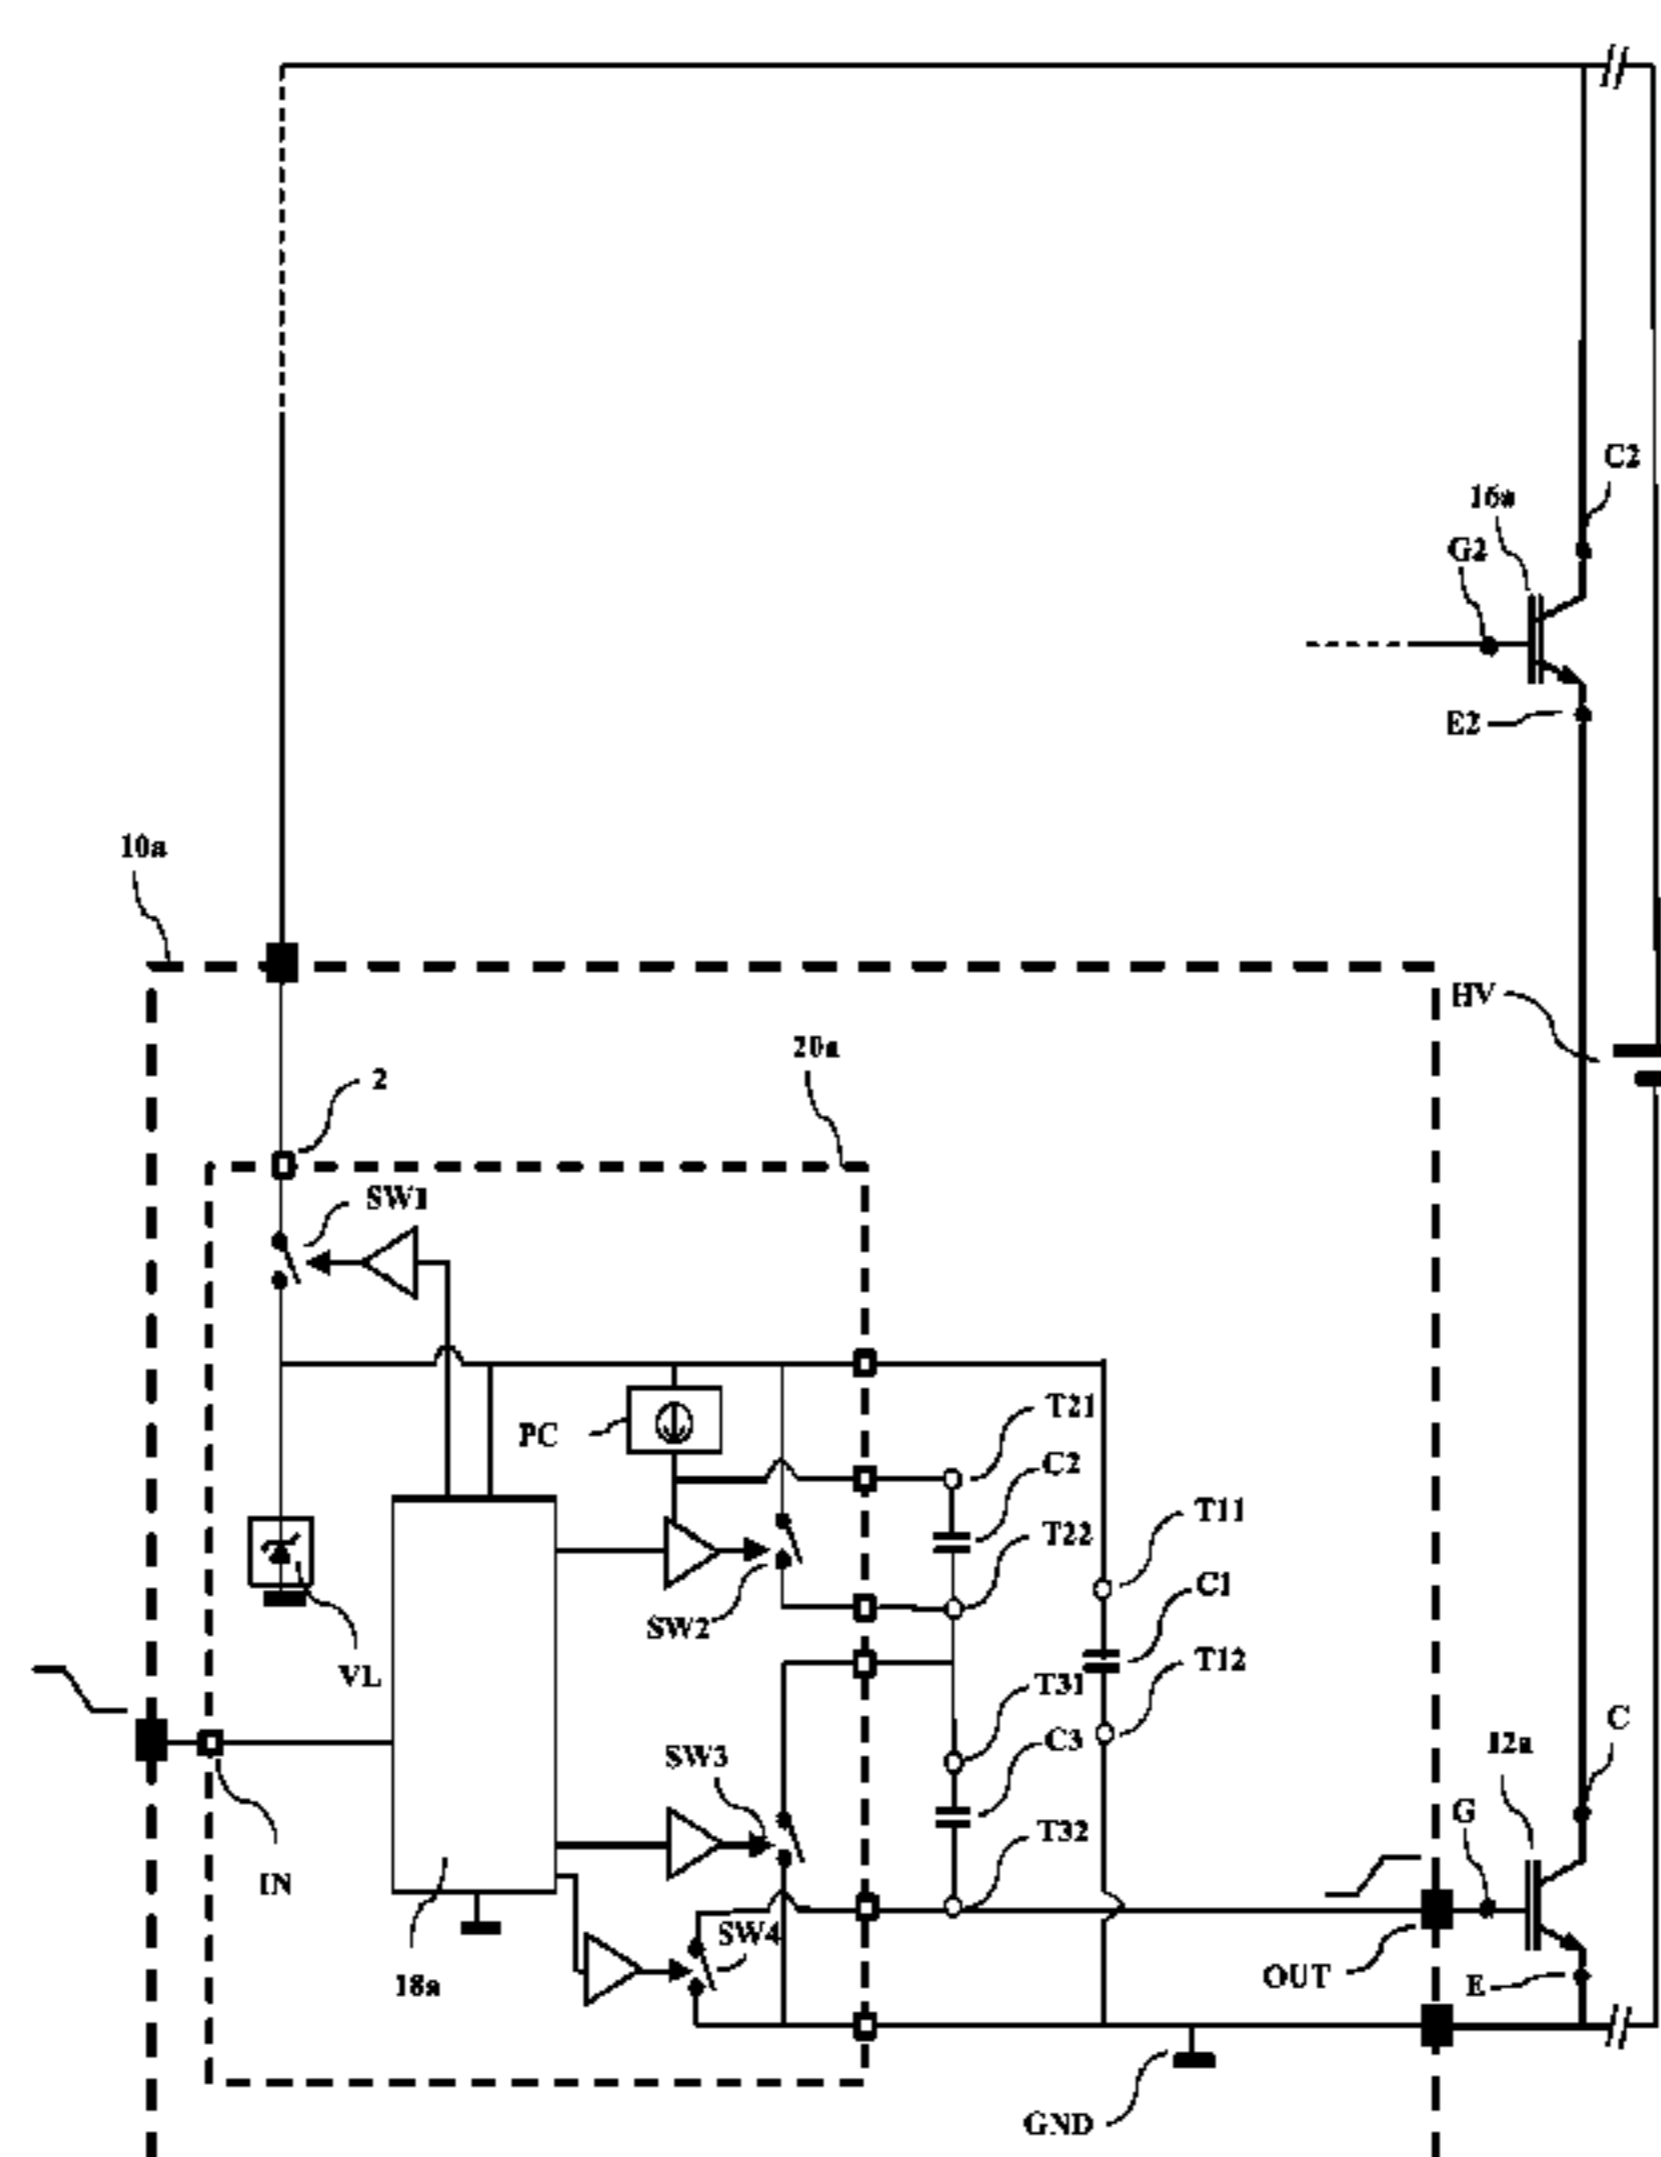 C2
16a
G2
E2
10a
HV
20a
2
SW1
T21
PC
C2
T11
T22
C1
SW2
T12
VL
T31
C
C3
12a
SW3
G
T32
IN
SW4
OUT
E
18a
GND